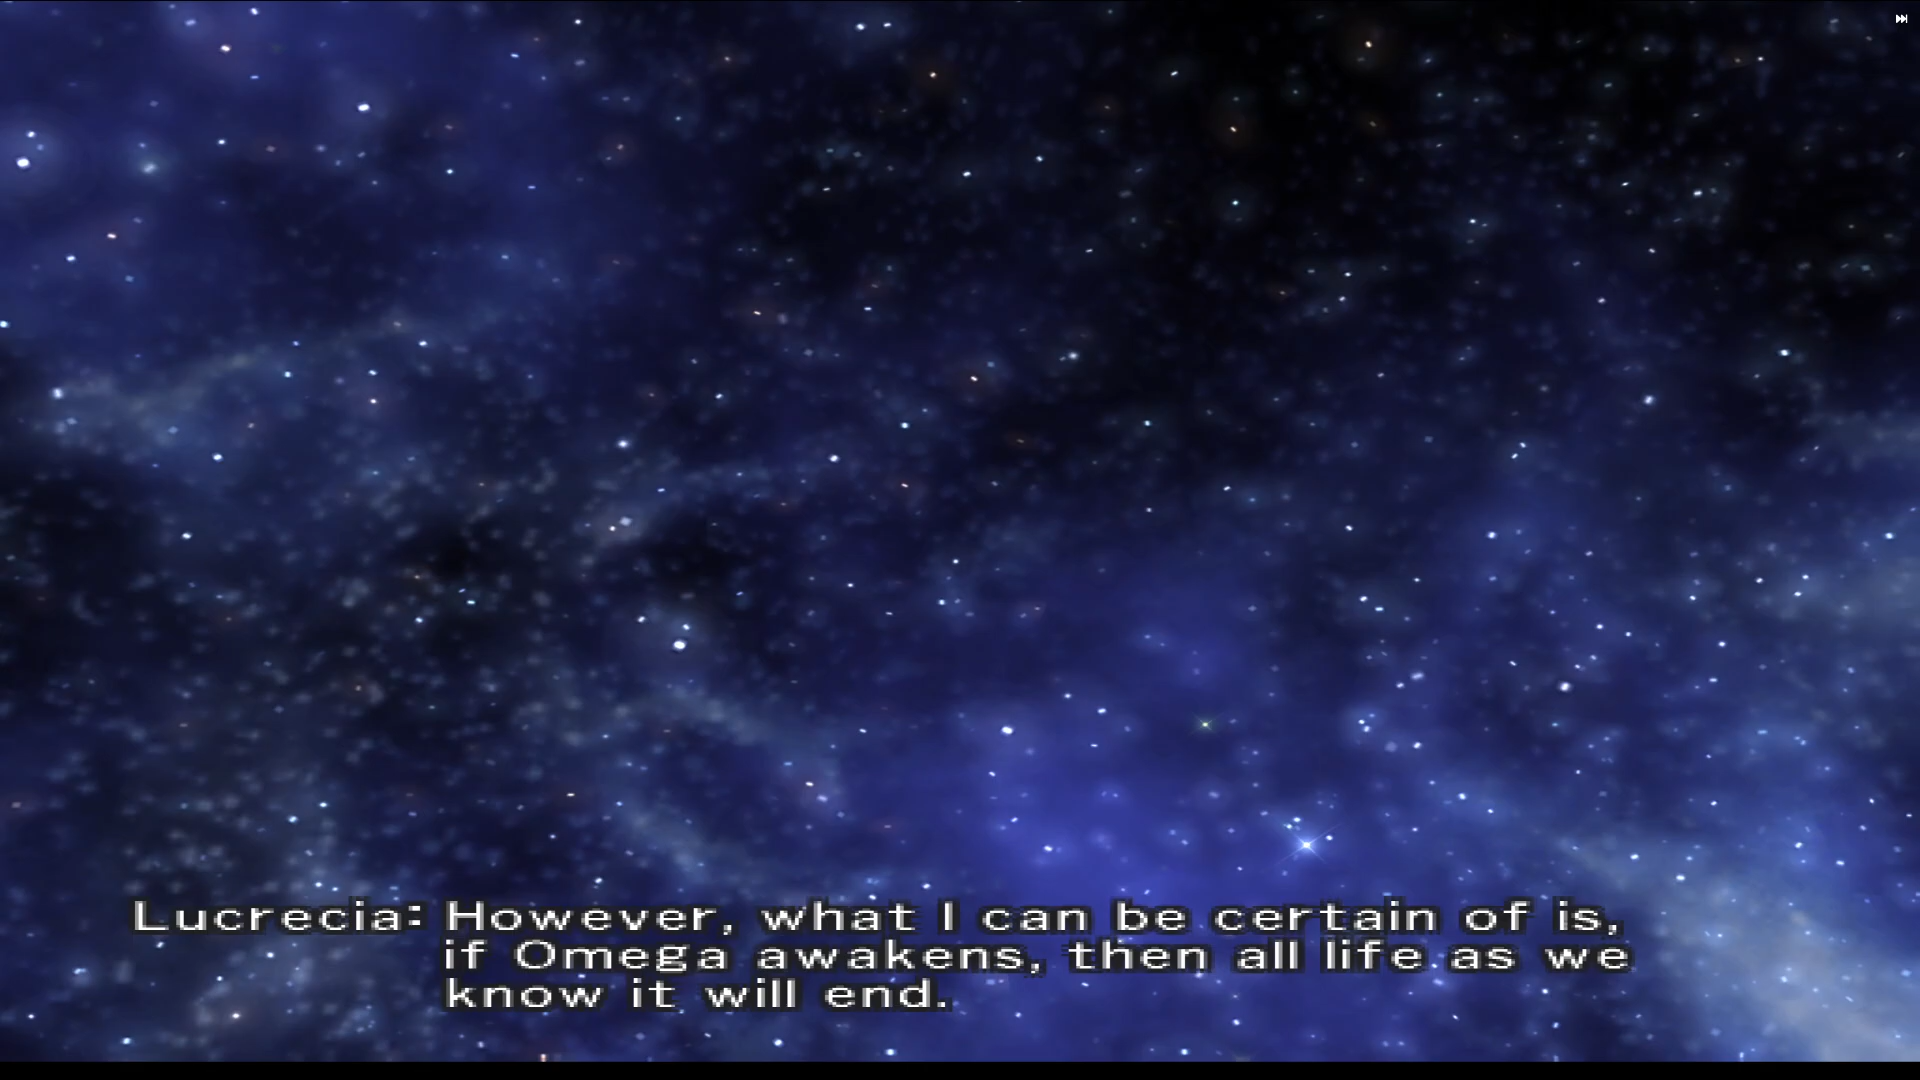 Lucrecia: However, what I can be certain of is,
if Omega awakens, then all life as we
know it will end.